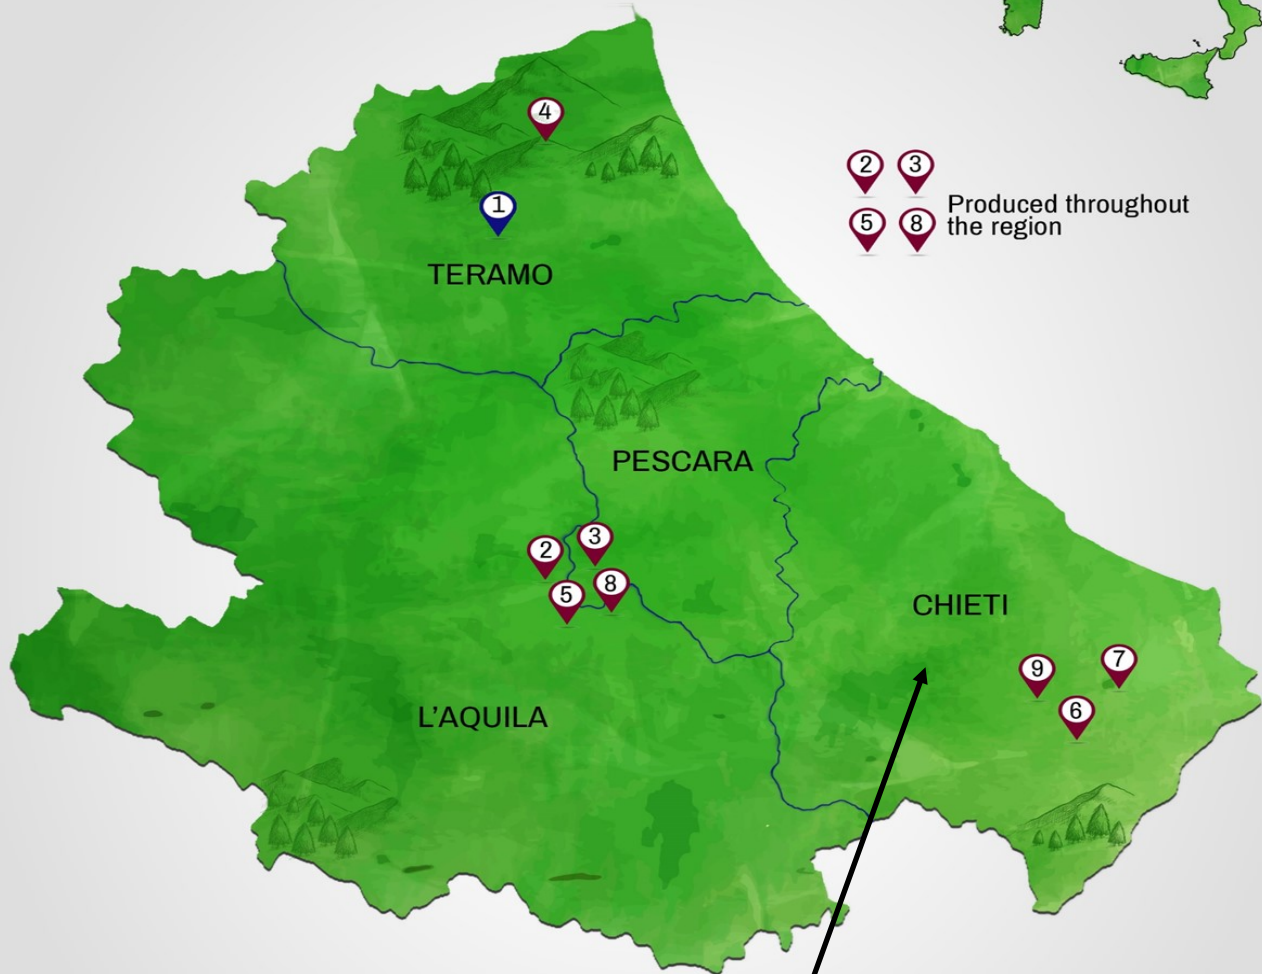 4
2 3
Produced throughout
1
5 8
the region
TERAMO
PESCARA
3
2
8
5
CHIETI
7
9
6
L'AQUILA